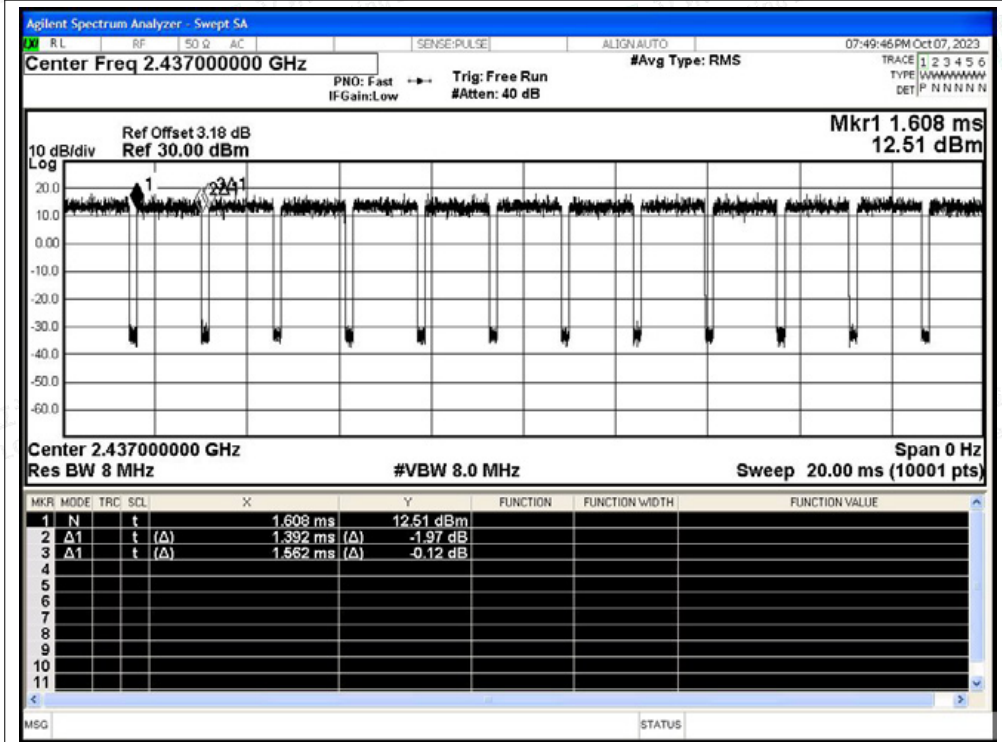 Agilent Spectrum Analyzer - Swept SA
RL RF 50 Ω AC SENSE:PULSE ALIGN AUTO 07:49:46PM Oct 07, 2023
Center Freq 2.437000000 GHz
PNO: Fast
IFGain:Low
Trig: Free Run
#Atten: 40 dB
#Avg Type: RMS
TRACE 1 2 3 4 5 6
TYPE WWWWWW
DET P N N N N N
Mkr1 1.608 ms
12.51 dBm
Ref Offset 3.18 dB
10 dB/div Ref 30.00 dBm
Log
1
2Δ1
3Δ1
20.0
10.0
0.00
-10.0
-20.0
-30.0
-40.0
-50.0
-60.0
Center 2.437000000 GHz Span 0 Hz
Res BW 8 MHz #VBW 8.0 MHz Sweep 20.00 ms (10001 pts)
MKR MODE TRC SCL X Y FUNCTION FUNCTION WIDTH FUNCTION VALUE
1 N t 1.608 ms 12.51 dBm
2 Δ1 t (Δ) 1.392 ms (Δ) -1.97 dB
3 Δ1 t (Δ) 1.562 ms (Δ) -0.12 dB
4
5
6
7
8
9
10
11
MSG STATUS